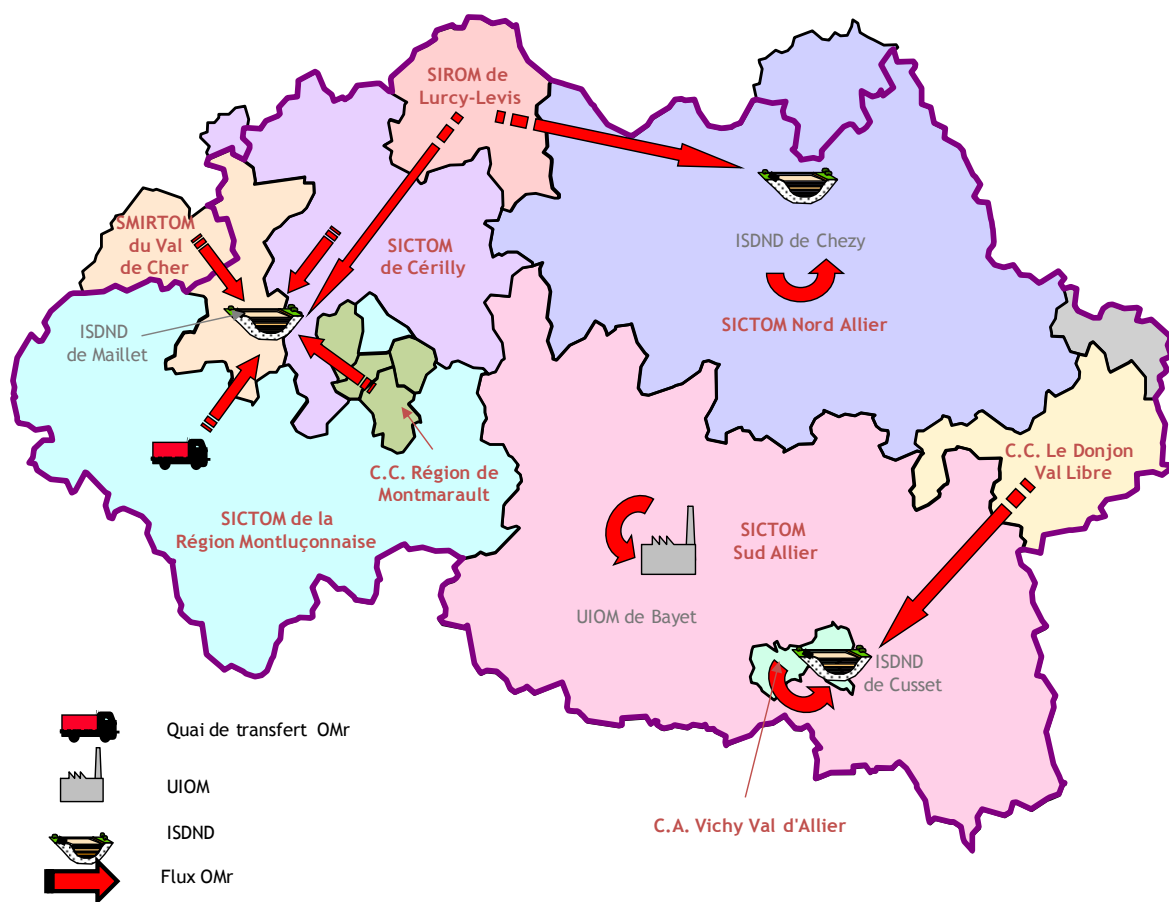 SIROM de
Lurcy-Levis
SMIRTOM
du Val
de Cher
SICTOM
de Cérilly
ISDND de Chezy
SICTOM Nord Allier
ISDND
de Maillet
C.C. Région de
Montmarault
C.C. Le Donjon
Val Libre
SICTOM de la
Région Montluçonnaise
SICTOM
Sud Allier
UIOM de Bayet
ISDND
de Cusset
C.A. Vichy Val d'Allier
Quai de transfert OMr
UIOM
ISDND
Flux OMr